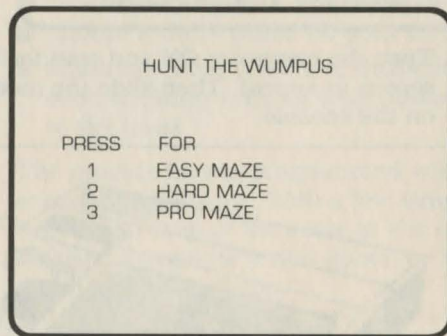 HUNT THE WUMPUS
PRESS FOR
1 EASY MAZE
2 HARD MAZE
3 PRO MAZE